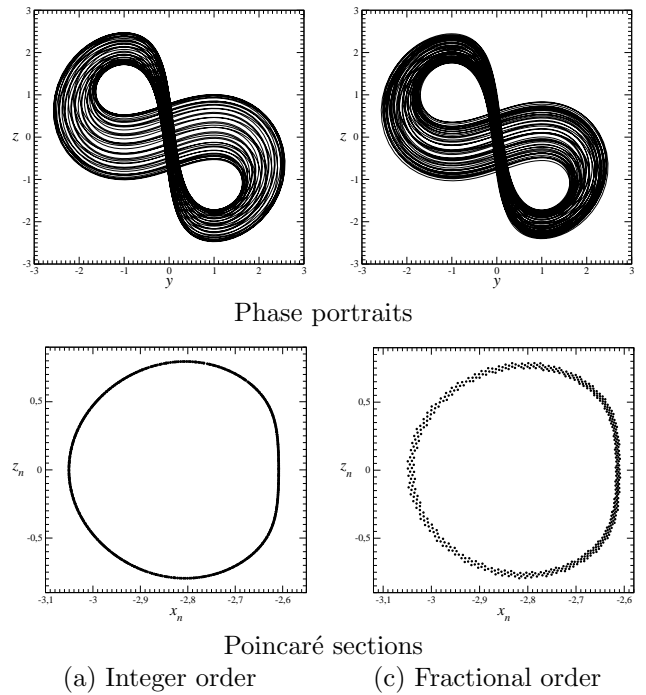 3
2
1
z 0
-1
-2
-3
-3 -2 -1 0 1 2 3
y
3
2
1
z 0
-1
-2
-3
-3 -2 -1 0 1 2 3
y
Phase portraits
0,5
z_n 0
-0,5
-3,1 -3 -2,9 -2,8 -2,7 -2,6
x_n
0,5
z_n 0
-0,5
-3,1 -3 -2,9 -2,8 -2,7 -2,6
x_n
Poincaré sections
(a) Integer order (c) Fractional order